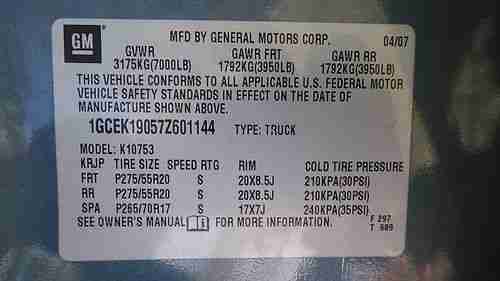 GM MFD BY GENERAL MOTORS CORP. 04/07
GVWR GAWR FRT GAWR RR
3175KG(7000LB) 1792KG(3950LB) 1792KG(3950LB)
THIS VEHICLE CONFORMS TO ALL APPLICABLE U.S. FEDERAL MOTOR
VEHICLE SAFETY STANDARDS IN EFFECT ON THE DATE OF
MANUFACTURE SHOWN ABOVE.
1GCEK19057Z601144 TYPE: TRUCK
MODEL: K10753
KRJP TIRE SIZE SPEED RTG RIM COLD TIRE PRESSURE
FRT P275/55R20 S 20X8.5J 210KPA(30PSI)
RR P275/55R20 S 20X8.5J 210KPA(30PSI)
SPA P265/70R17 S 17X7J 240KPA(35PSI)
SEE OWNER'S MANUAL FOR MORE INFORMATION. F 297
T 609